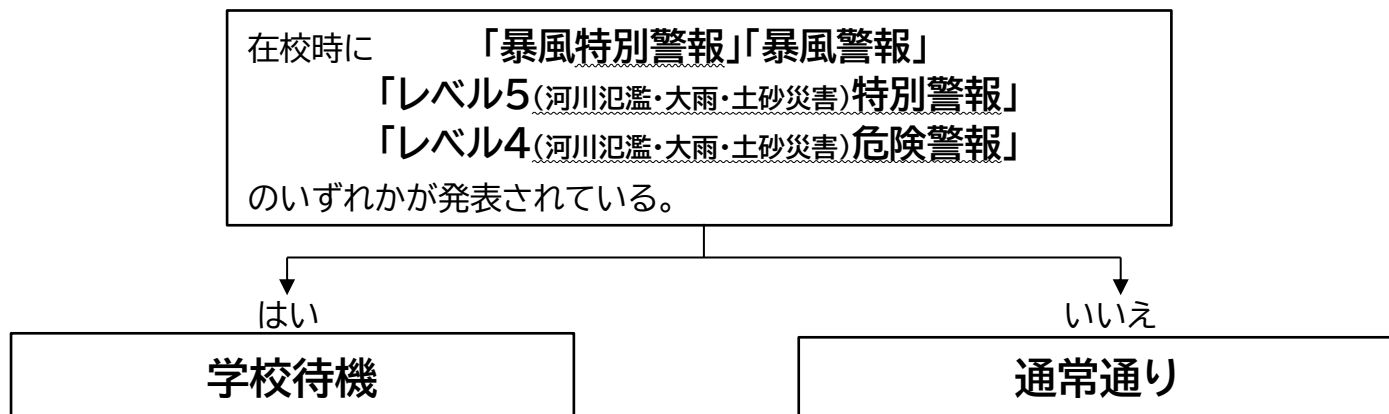 在校時に 「暴風特別警報」「暴風警報」
「レベル5(河川氾濫・大雨・土砂災害)特別警報」
「レベル4(河川氾濫・大雨・土砂災害)危険警報」
のいずれかが発表されている。
はい
いいえ
学校待機
通常通り